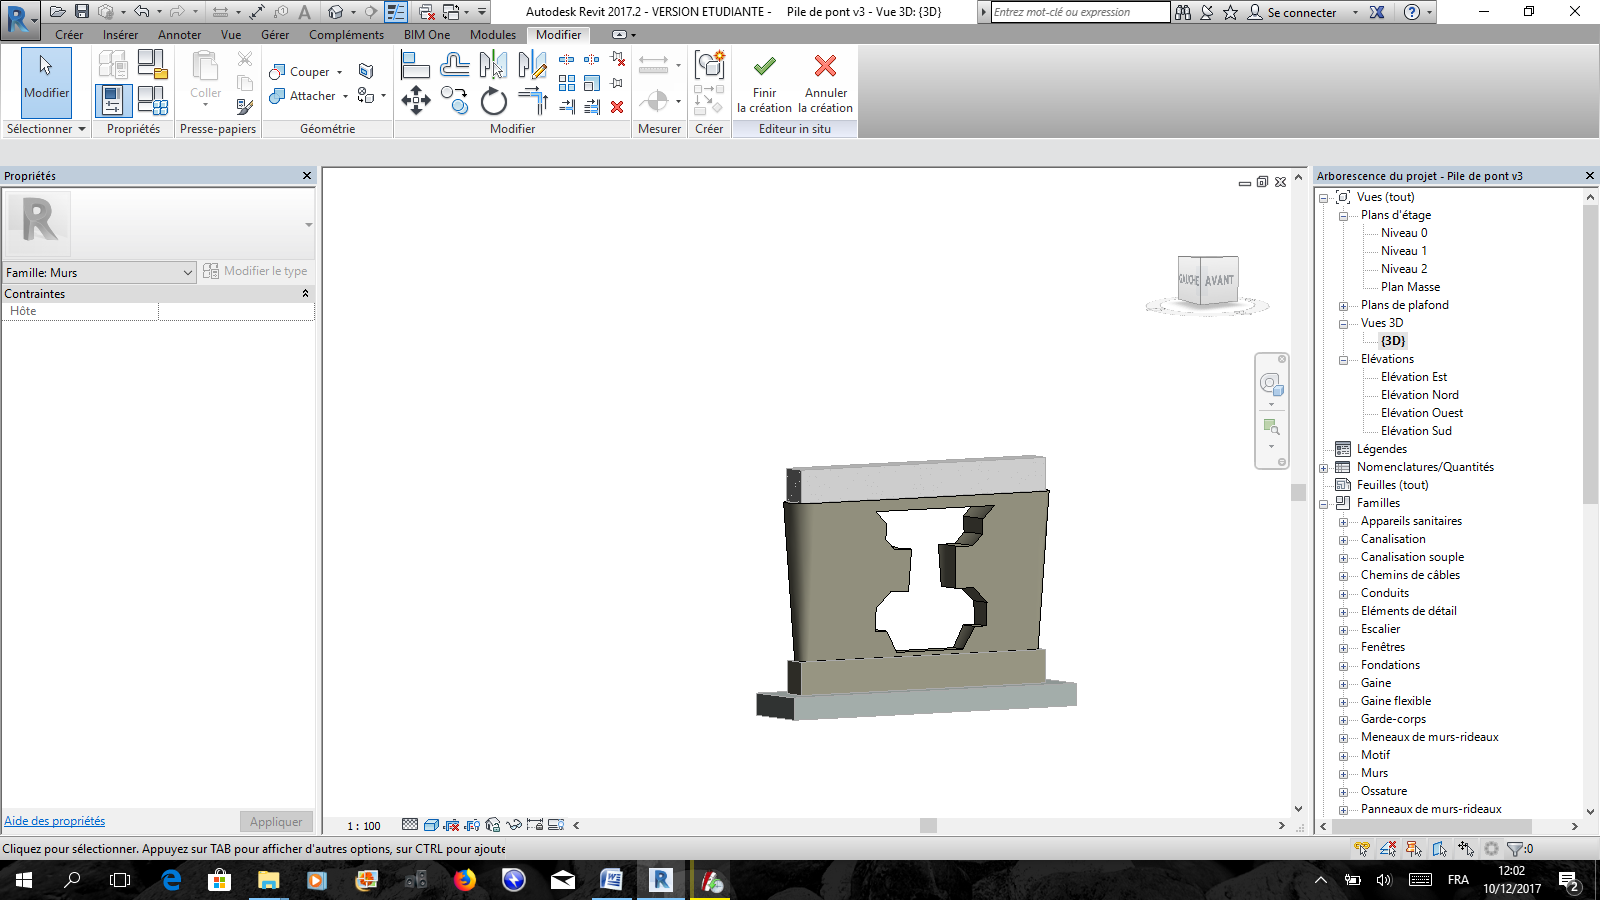 Autodesk Revit 2017.2 - VERSION ETUDIANTE - Pile de pont v3 - Vue 3D: {3D}
Entrez mot-clé ou expression
Se connecter
Créer Insérer Annoter Vue Gérer Compléments BIM One Modules Modifier
Modifier
Coller
Couper
Attacher
Finir
la création
Annuler
la création
Sélectionner Propriétés Presse-papiers Géométrie Modifier Mesurer Créer Editeur in situ
Propriétés
R
Famille: Murs
Modifier le type
Contraintes
Hôte
Aide des propriétés
Appliquer
GAUCHE AVANT
1 : 100
Arborescence du projet - Pile de pont v3
Vues (tout)
Plans d'étage
Niveau 0
Niveau 1
Niveau 2
Plan Masse
Plans de plafond
Vues 3D
{3D}
Elévations
Elévation Est
Elévation Nord
Elévation Ouest
Elévation Sud
Légendes
Nomenclatures/Quantités
Feuilles (tout)
Familles
Appareils sanitaires
Canalisation
Canalisation souple
Chemins de câbles
Conduits
Eléments de détail
Escalier
Fenêtres
Fondations
Gaine
Gaine flexible
Garde-corps
Meneaux de murs-rideaux
Motif
Murs
Ossature
Panneaux de murs-rideaux
Cliquez pour sélectionner. Appuyez sur TAB pour afficher d'autres options, sur CTRL pour ajoute
:0
FRA
12:02
10/12/2017
2